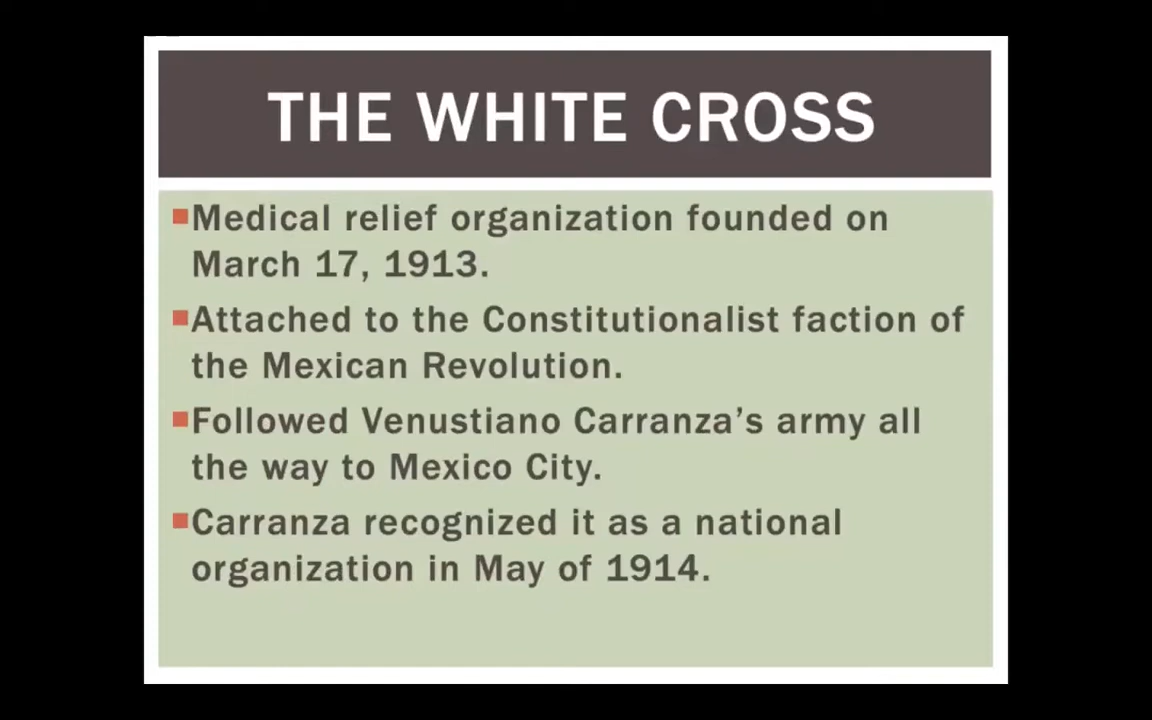 THE WHITE CROSS
Medical relief organization founded on
March 17, 1913.
Attached to the Constitutionalist faction of
the Mexican Revolution.
Followed Venustiano Carranza’s army all
the way to Mexico City.
Carranza recognized it as a national
organization in May of 1914.